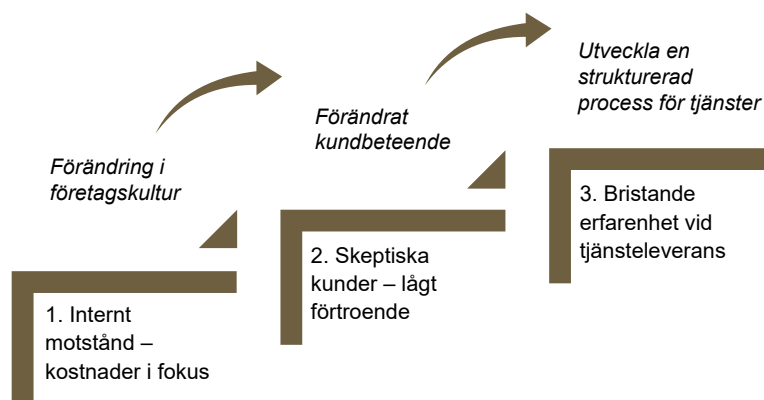 Förändring i
företagskultur
1. Internt
motstånd –
kostnader i fokus
Förändrat
kundbeteende
2. Skeptiska
kunder – lågt
förtroende
Utveckla en
strukturerad
process för tjänster
3. Bristande
erfarenhet vid
tjänsteleverans